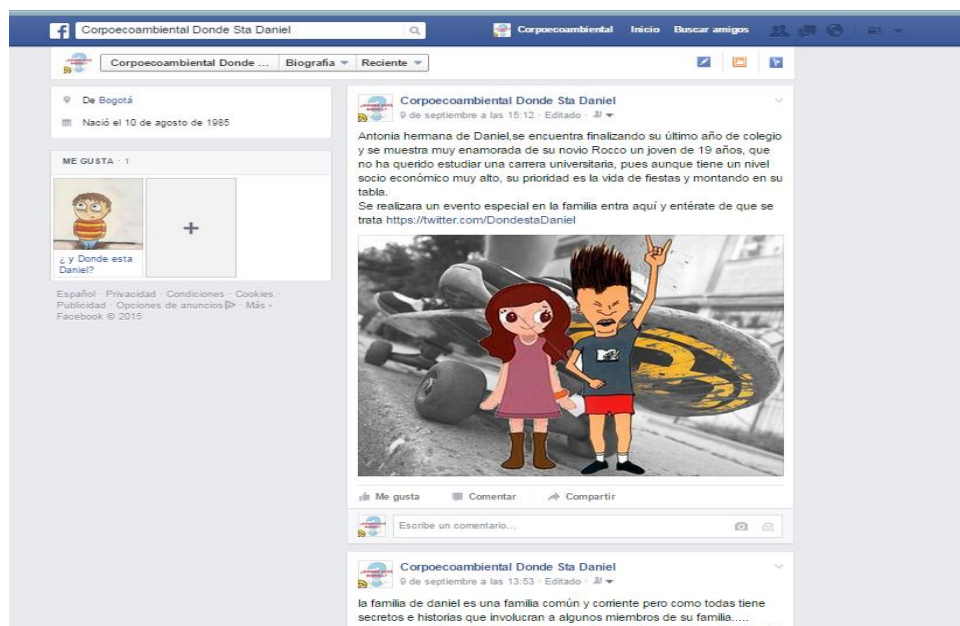 Corpoecoambiental Donde Sta Daniel
Corpoecoambiental Inicio Buscar amigos
Corpoecoambiental Donde ... Biografía Reciente
De Bogotá
Nació el 10 de agosto de 1985
ME GUSTA · 1
¿ y Donde esta
Daniel?
Español · Privacidad · Condiciones · Cookies ·
Publicidad · Opciones de anuncios · Más
Facebook © 2015
Corpoecoambiental Donde Sta Daniel
9 de septiembre a las 15:12 · Editado ·
Antonia hermana de Daniel,se encuentra finalizando su último año de colegio
y se muestra muy enamorada de su novio Rocco un joven de 19 años, que
no ha querido estudiar una carrera universitaria, pues aunque tiene un nivel
socio económico muy alto, su prioridad es la vida de fiestas y montando en su
tabla.
Se realizara un evento especial en la familia entra aquí y entérate de que se
trata https://twitter.com/DondestaDaniel
MTV
Me gusta Comentar Compartir
Escribe un comentario...
Corpoecoambiental Donde Sta Daniel
9 de septiembre a las 13:53 · Editado ·
la familia de daniel es una familia común y corriente pero como todas tiene
secretos e historias que involucran a algunos miembros de su familia.....